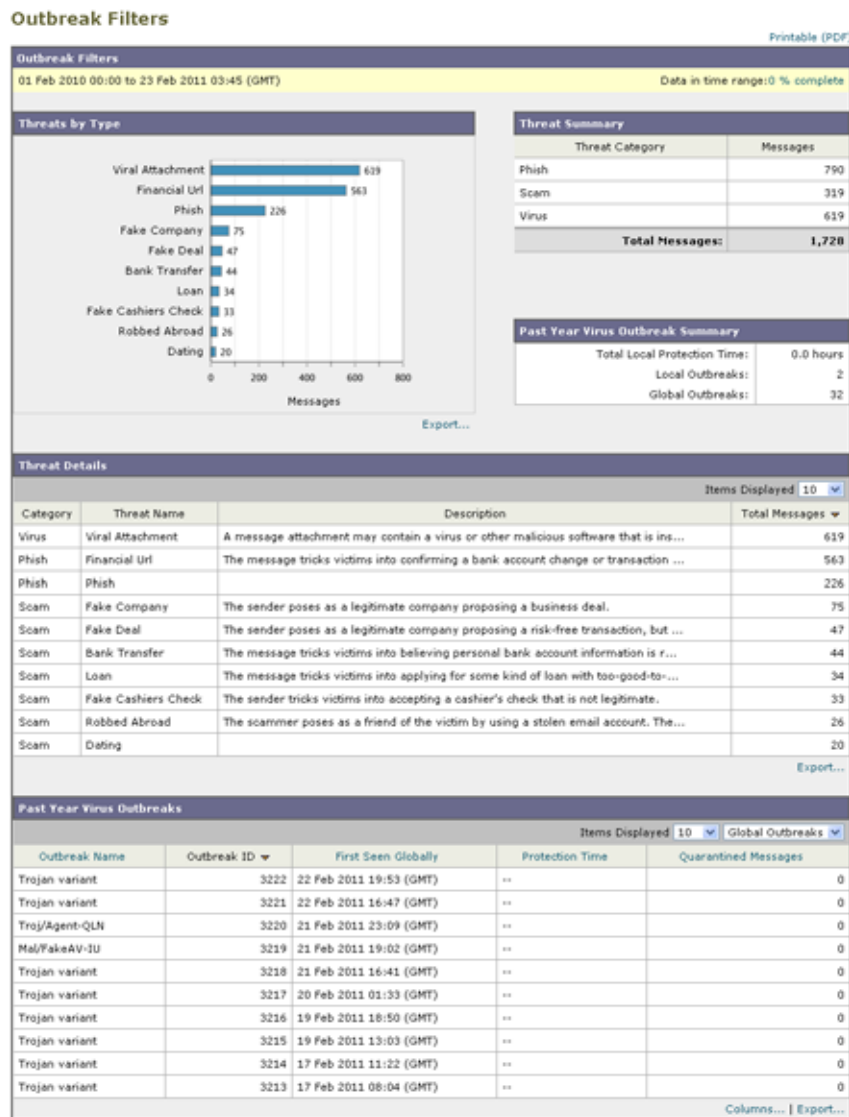 Outbreak Filters
Printable (PDF)
Outbreak Filters
01 Feb 2010 00:00 to 23 Feb 2011 03:45 (GMT) Data in time range:0 % complete
Threats by Type
Viral Attachment 619
Financial Url 563
Phish 226
Fake Company 75
Fake Deal 47
Bank Transfer 44
Loan 34
Fake Cashiers Check 33
Robbed Abroad 26
Dating 20
0 200 400 600 800
Messages
Export...
Threat Summary
Threat Category Messages
Phish 790
Scam 319
Virus 619
Total Messages: 1,728
Past Year Virus Outbreak Summary
Total Local Protection Time: 0.0 hours
Local Outbreaks: 2
Global Outbreaks: 32
Threat Details
Items Displayed 10
Category Threat Name Description Total Messages
Virus Viral Attachment A message attachment may contain a virus or other malicious software that is ins... 619
Phish Financial Url The message tricks victims into confirming a bank account change or transaction ... 563
Phish Phish 226
Scam Fake Company The sender poses as a legitimate company proposing a business deal. 75
Scam Fake Deal The sender poses as a legitimate company proposing a risk-free transaction, but ... 47
Scam Bank Transfer The message tricks victims into believing personal bank account information is r... 44
Scam Loan The message tricks victims into applying for some kind of loan with too-good-to-... 34
Scam Fake Cashiers Check The sender tricks victims into accepting a cashier's check that is not legitimate. 33
Scam Robbed Abroad The scammer poses as a friend of the victim by using a stolen email account. The... 26
Scam Dating 20
Export...
Past Year Virus Outbreaks
Items Displayed 10 Global Outbreaks
Outbreak Name Outbreak ID First Seen Globally Protection Time Quarantined Messages
Trojan variant 3222 22 Feb 2011 19:53 (GMT) -- 0
Trojan variant 3221 22 Feb 2011 16:47 (GMT) -- 0
Troj/Agent-QLN 3220 21 Feb 2011 23:09 (GMT) -- 0
Mal/FakeAV-IU 3219 21 Feb 2011 19:02 (GMT) -- 0
Trojan variant 3218 21 Feb 2011 16:41 (GMT) -- 0
Trojan variant 3217 20 Feb 2011 01:33 (GMT) -- 0
Trojan variant 3216 19 Feb 2011 18:50 (GMT) -- 0
Trojan variant 3215 19 Feb 2011 13:03 (GMT) -- 0
Trojan variant 3214 17 Feb 2011 11:22 (GMT) -- 0
Trojan variant 3213 17 Feb 2011 08:04 (GMT) -- 0
Columns... | Export...